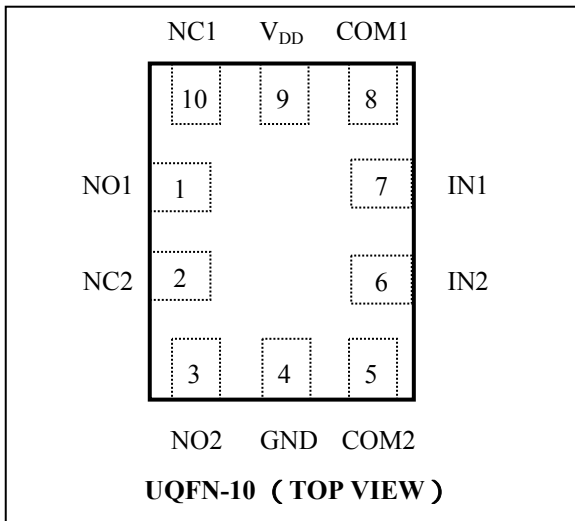 NC1 V_DD COM1
10 9 8
NO1 1 7 IN1
NC2 2 6 IN2
3 4 5
NO2 GND COM2
UQFN-10 （TOP VIEW）